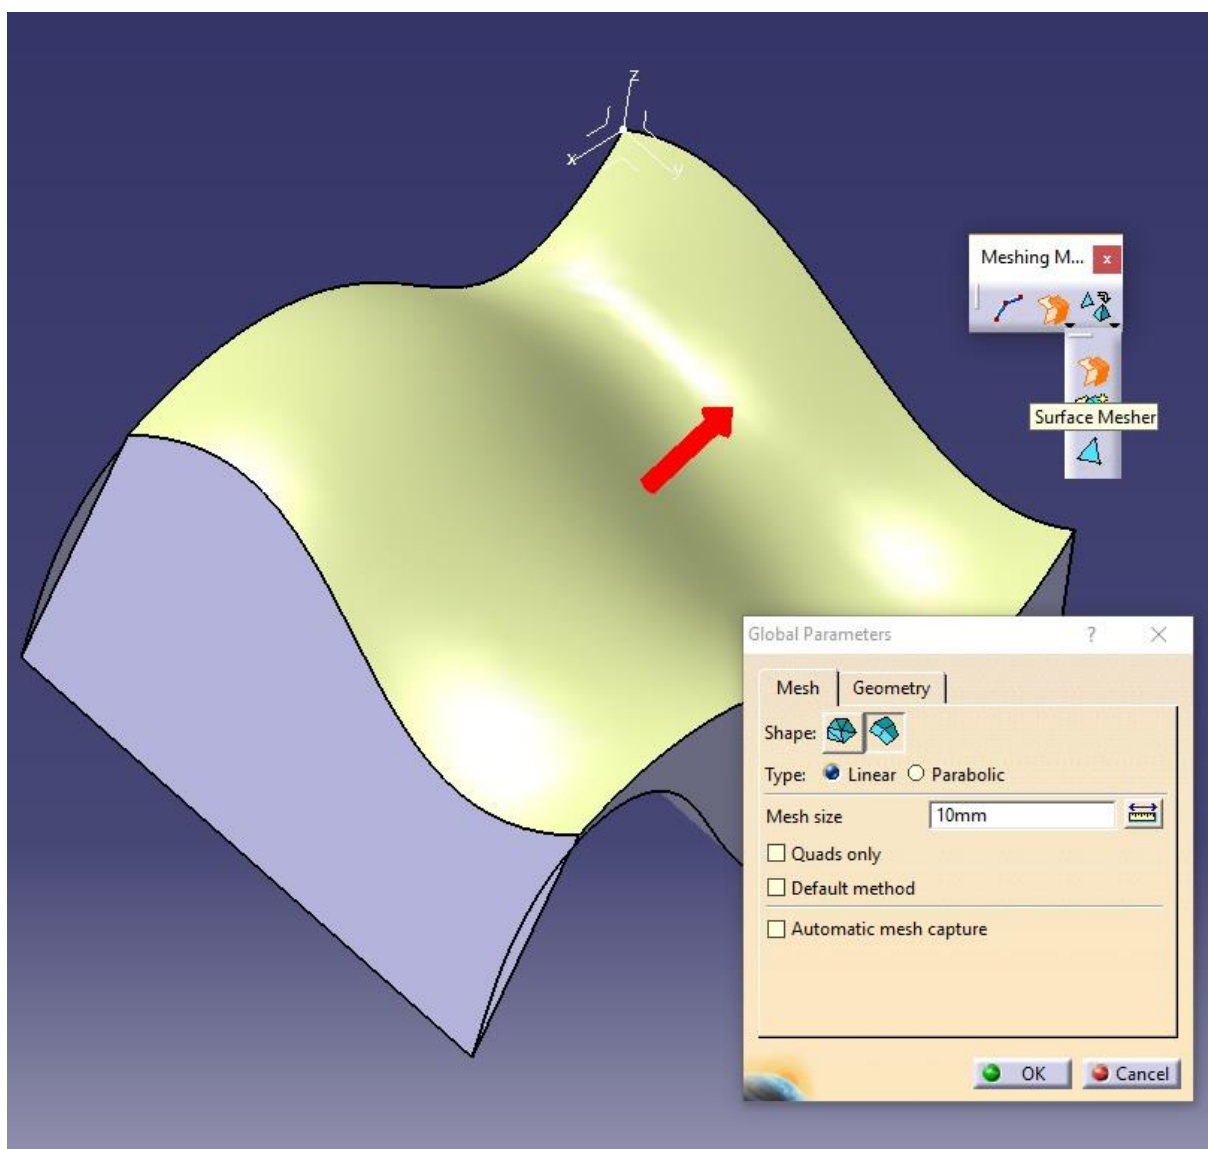 z
x
y
Meshing M... x
Surface Mesher
Global Parameters ?
Mesh Geometry
Shape:
Type: Linear Parabolic
Mesh size 10mm
Quads only
Default method
Automatic mesh capture
OK Cancel